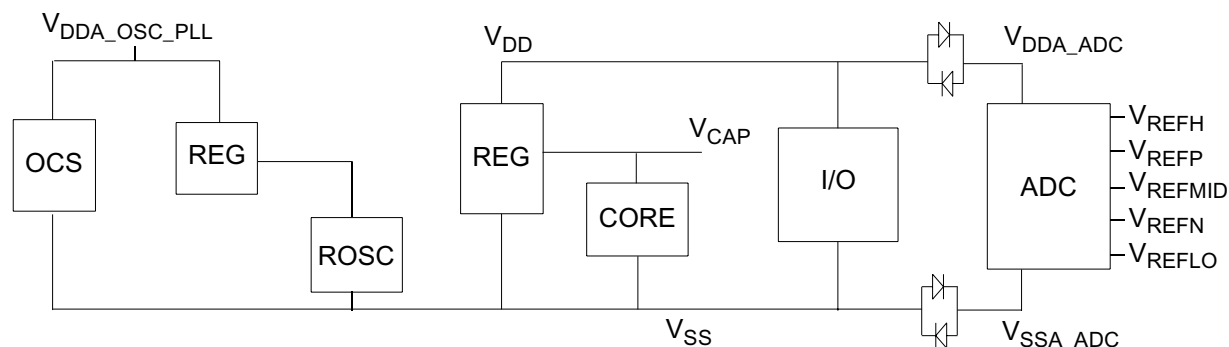 VDDA_OSC_PLL
VDD
VDDA_ADC
OCS
REG
ROSC
REG
VCAP
CORE
I/O
ADC
VREFH
VREFP
VREFMID
VREFN
VREFLO
VSS
VSSA_ADC